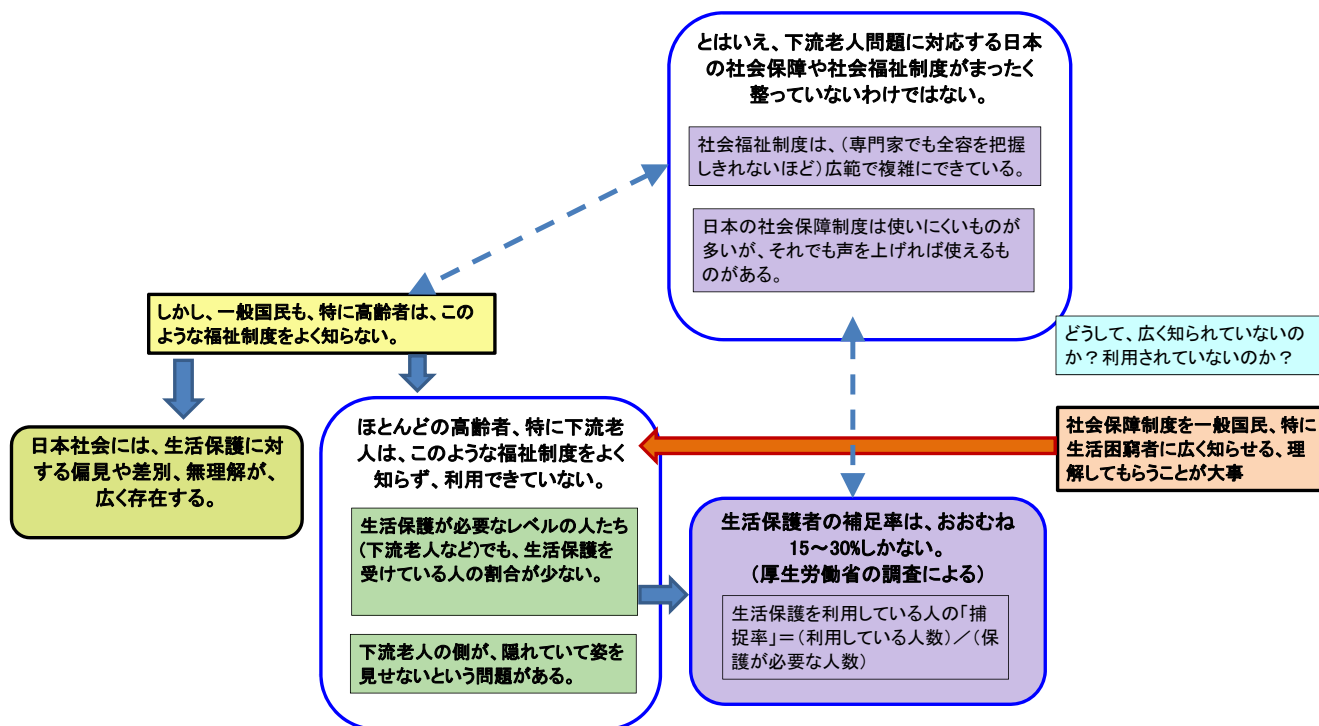 とはいえ、下流老人問題に対応する日本
の社会保障や社会福祉制度がまったく
整っていないわけではない。
社会福祉制度は、（専門家でも全容を把握
しきれないほど）広範で複雑にできている。
日本の社会保障制度は使いにくいものが
多いが、それでも声を上げれば使えるも
のがある。
しかし、一般国民も、特に高齢者は、この
ような福祉制度をよく知らない。
どうして、広く知られていないの
か？利用されていないのか？
日本社会には、生活保護に対
する偏見や差別、無理解が、
広く存在する。
ほとんどの高齢者、特に下流老
人は、このような福祉制度をよく
知らず、利用できていない。
生活保護が必要なレベルの人たち
（下流老人など）でも、生活保護を
受けている人の割合が少ない。
下流老人の側が、隠れていて姿を
見せないという問題がある。
社会保障制度を一般国民、特に
生活困窮者に広く知らせる、理
解してもらうことが大事
生活保護者の補足率は、おおむね
15～30%しかない。
（厚生労働省の調査による）
生活保護を利用している人の「捕
捉率」＝（利用している人数）／（保
護が必要な人数）